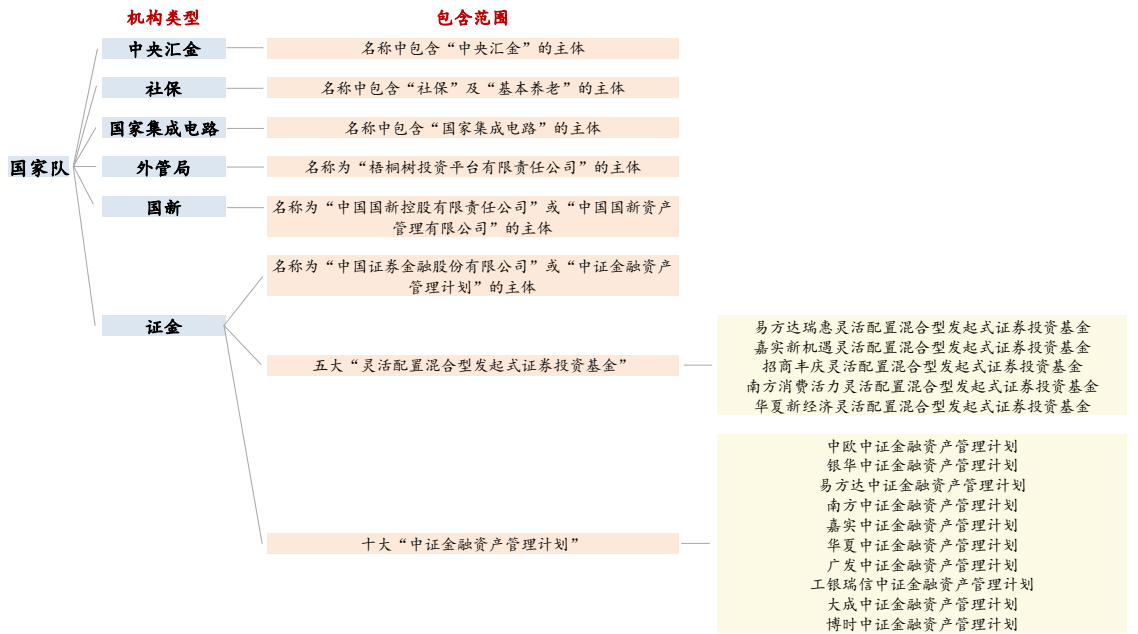 机构类型
包含范围
国家队
中央汇金
名称中包含“中央汇金”的主体
社保
名称中包含“社保”及“基本养老”的主体
国家集成电路
名称中包含“国家集成电路”的主体
外管局
名称为“梧桐树投资平台有限责任公司”的主体
国新
名称为“中国国新控股有限责任公司”或“中国国新资产
管理有限公司”的主体
证金
名称为“中国证券金融股份有限公司”或“中证金融资产
管理计划”的主体
五大“灵活配置混合型发起式证券投资基金”
易方达瑞惠灵活配置混合型发起式证券投资基金
嘉实新机遇灵活配置混合型发起式证券投资基金
招商丰庆灵活配置混合型发起式证券投资基金
南方消费活力灵活配置混合型发起式证券投资基金
华夏新经济灵活配置混合型发起式证券投资基金
十大“中证金融资产管理计划”
中欧中证金融资产管理计划
银华中证金融资产管理计划
易方达中证金融资产管理计划
南方中证金融资产管理计划
嘉实中证金融资产管理计划
华夏中证金融资产管理计划
广发中证金融资产管理计划
工银瑞信中证金融资产管理计划
大成中证金融资产管理计划
博时中证金融资产管理计划